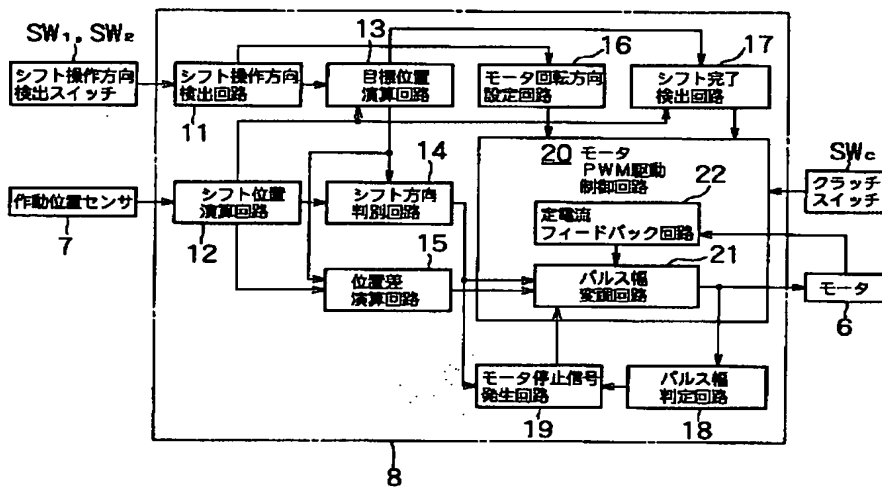 SW₁, SW₂
シフト操作方向
検出スイッチ
シフト操作方向
検出回路
11
13
目標位置
演算回路
16
モータ回転方向
設定回路
17
シフト完了
検出回路
作動位置センサ
7
シフト位置
演算回路
12
14
シフト方向
判別回路
15
位置差
演算回路
20 モータ
PWM駆動
制御回路
22
定電流
フィードバック回路
21
パルス幅
変調回路
SWc
クラッチ
スイッチ
モータ
6
モータ停止信号
発生回路
19
パルス幅
判定回路
18
8